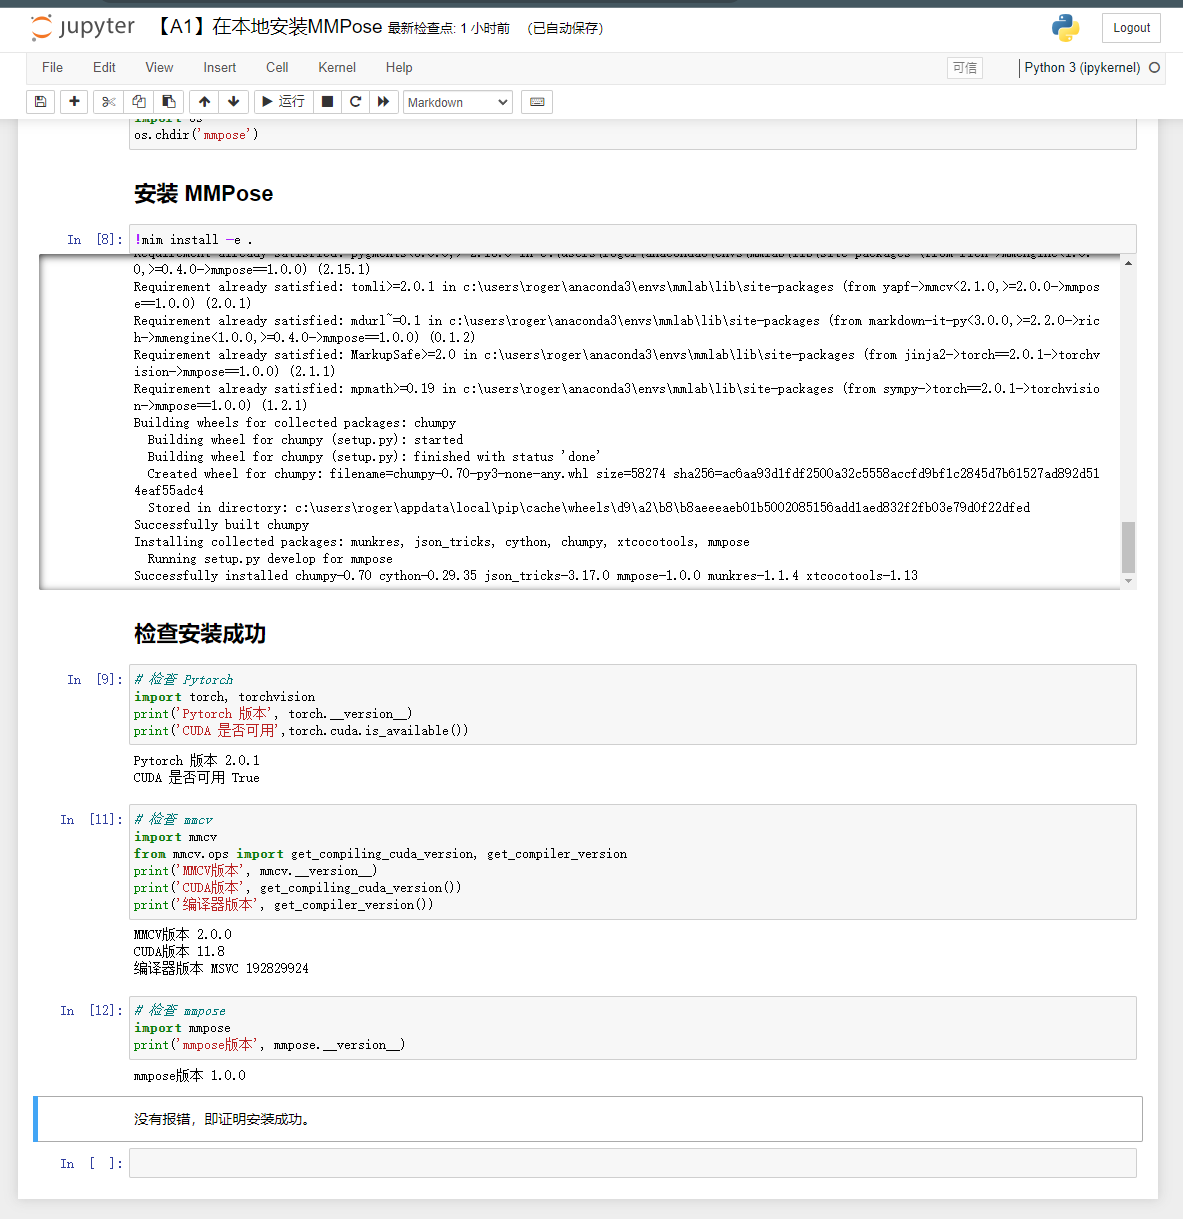 jupyter 【A1】在本地安装MMPose 最新检查点: 1 小时前 (已自动保存) Logout
File Edit View Insert Cell Kernel Help 可信 Python 3 (ipykernel)
运行 Markdown
import os
os.chdir('mmpose')
安装 MMPose
In [8]: !mim install -e .
0,>=0.4.0->mmpose==1.0.0) (2.15.1)
Requirement already satisfied: tomli>=2.0.1 in c:\users\roger\anaconda3\envs\mmlab\lib\site-packages (from yapf->mmcv<2.1.0,>=2.0.0->mmpos
e==1.0.0) (2.0.1)
Requirement already satisfied: mdurl~=0.1 in c:\users\roger\anaconda3\envs\mmlab\lib\site-packages (from markdown-it-py<3.0.0,>=2.2.0->ric
h->mmengine<1.0.0,>=0.4.0->mmpose==1.0.0) (0.1.2)
Requirement already satisfied: MarkupSafe>=2.0 in c:\users\roger\anaconda3\envs\mmlab\lib\site-packages (from jinja2->torch==2.0.1->torchv
ision->mmpose==1.0.0) (2.1.1)
Requirement already satisfied: mpmath>=0.19 in c:\users\roger\anaconda3\envs\mmlab\lib\site-packages (from sympy->torch==2.0.1->torchvisio
n->mmpose==1.0.0) (1.2.1)
Building wheels for collected packages: chumpy
Building wheel for chumpy (setup.py): started
Building wheel for chumpy (setup.py): finished with status 'done'
Created wheel for chumpy: filename=chumpy-0.70-py3-none-any.whl size=58274 sha256=ac6aa93d1fdf2500a32c5558accfd9bf1c2845d7b61527ad892d51
4eaf55adc4
Stored in directory: c:\users\roger\appdata\local\pip\cache\wheels\d9\a2\b8\b8aeeeaeb01b5002085156add1aed832f2fb03e79d0f22dfed
Successfully built chumpy
Installing collected packages: munkres, json_tricks, cython, chumpy, xtcocotools, mmpose
Running setup.py develop for mmpose
Successfully installed chumpy-0.70 cython-0.29.35 json_tricks-3.17.0 mmpose-1.0.0 munkres-1.1.4 xtcocotools-1.13
检查安装成功
In [9]: # 检查 Pytorch
import torch, torchvision
print('Pytorch 版本', torch.__version__)
print('CUDA 是否可用',torch.cuda.is_available())
Pytorch 版本 2.0.1
CUDA 是否可用 True
In [11]: # 检查 mmcv
import mmcv
from mmcv.ops import get_compiling_cuda_version, get_compiler_version
print('MMCV版本', mmcv.__version__)
print('CUDA版本', get_compiling_cuda_version())
print('编译器版本', get_compiler_version())
MMCV版本 2.0.0
CUDA版本 11.8
编译器版本 MSVC 192829924
In [12]: # 检查 mmpose
import mmpose
print('mmpose版本', mmpose.__version__)
mmpose版本 1.0.0
没有报错，即证明安装成功。
In [ ]: